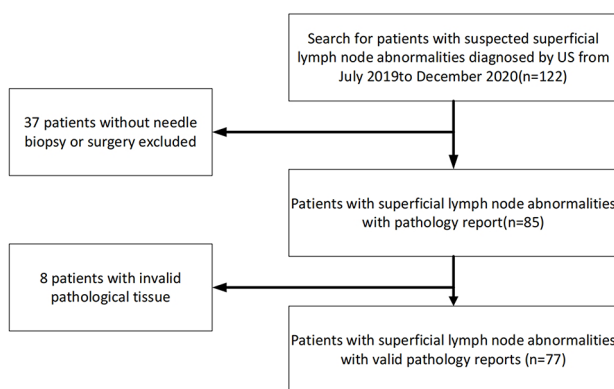 Search for patients with suspected superficial
lymph node abnormalities diagnosed by US from
July 2019to December 2020(n=122)
37 patients without needle
biopsy or surgery excluded
Patients with superficial lymph node abnormalities
with pathology report(n=85)
8 patients with invalid
pathological tissue
Patients with superficial lymph node abnormalities
with valid pathology reports (n=77)